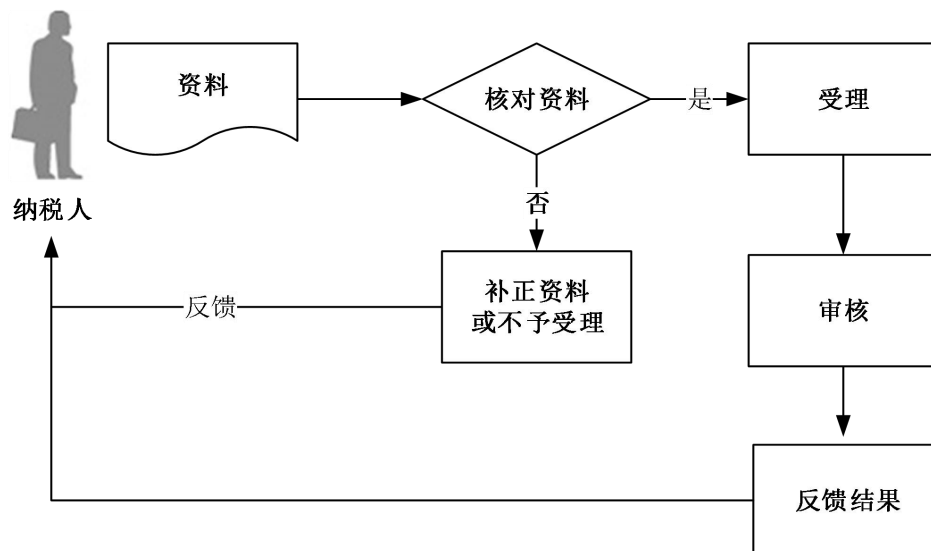 资料
核对资料
是
受理
纳税人
否
补正资料
或不予受理
反馈
审核
反馈结果